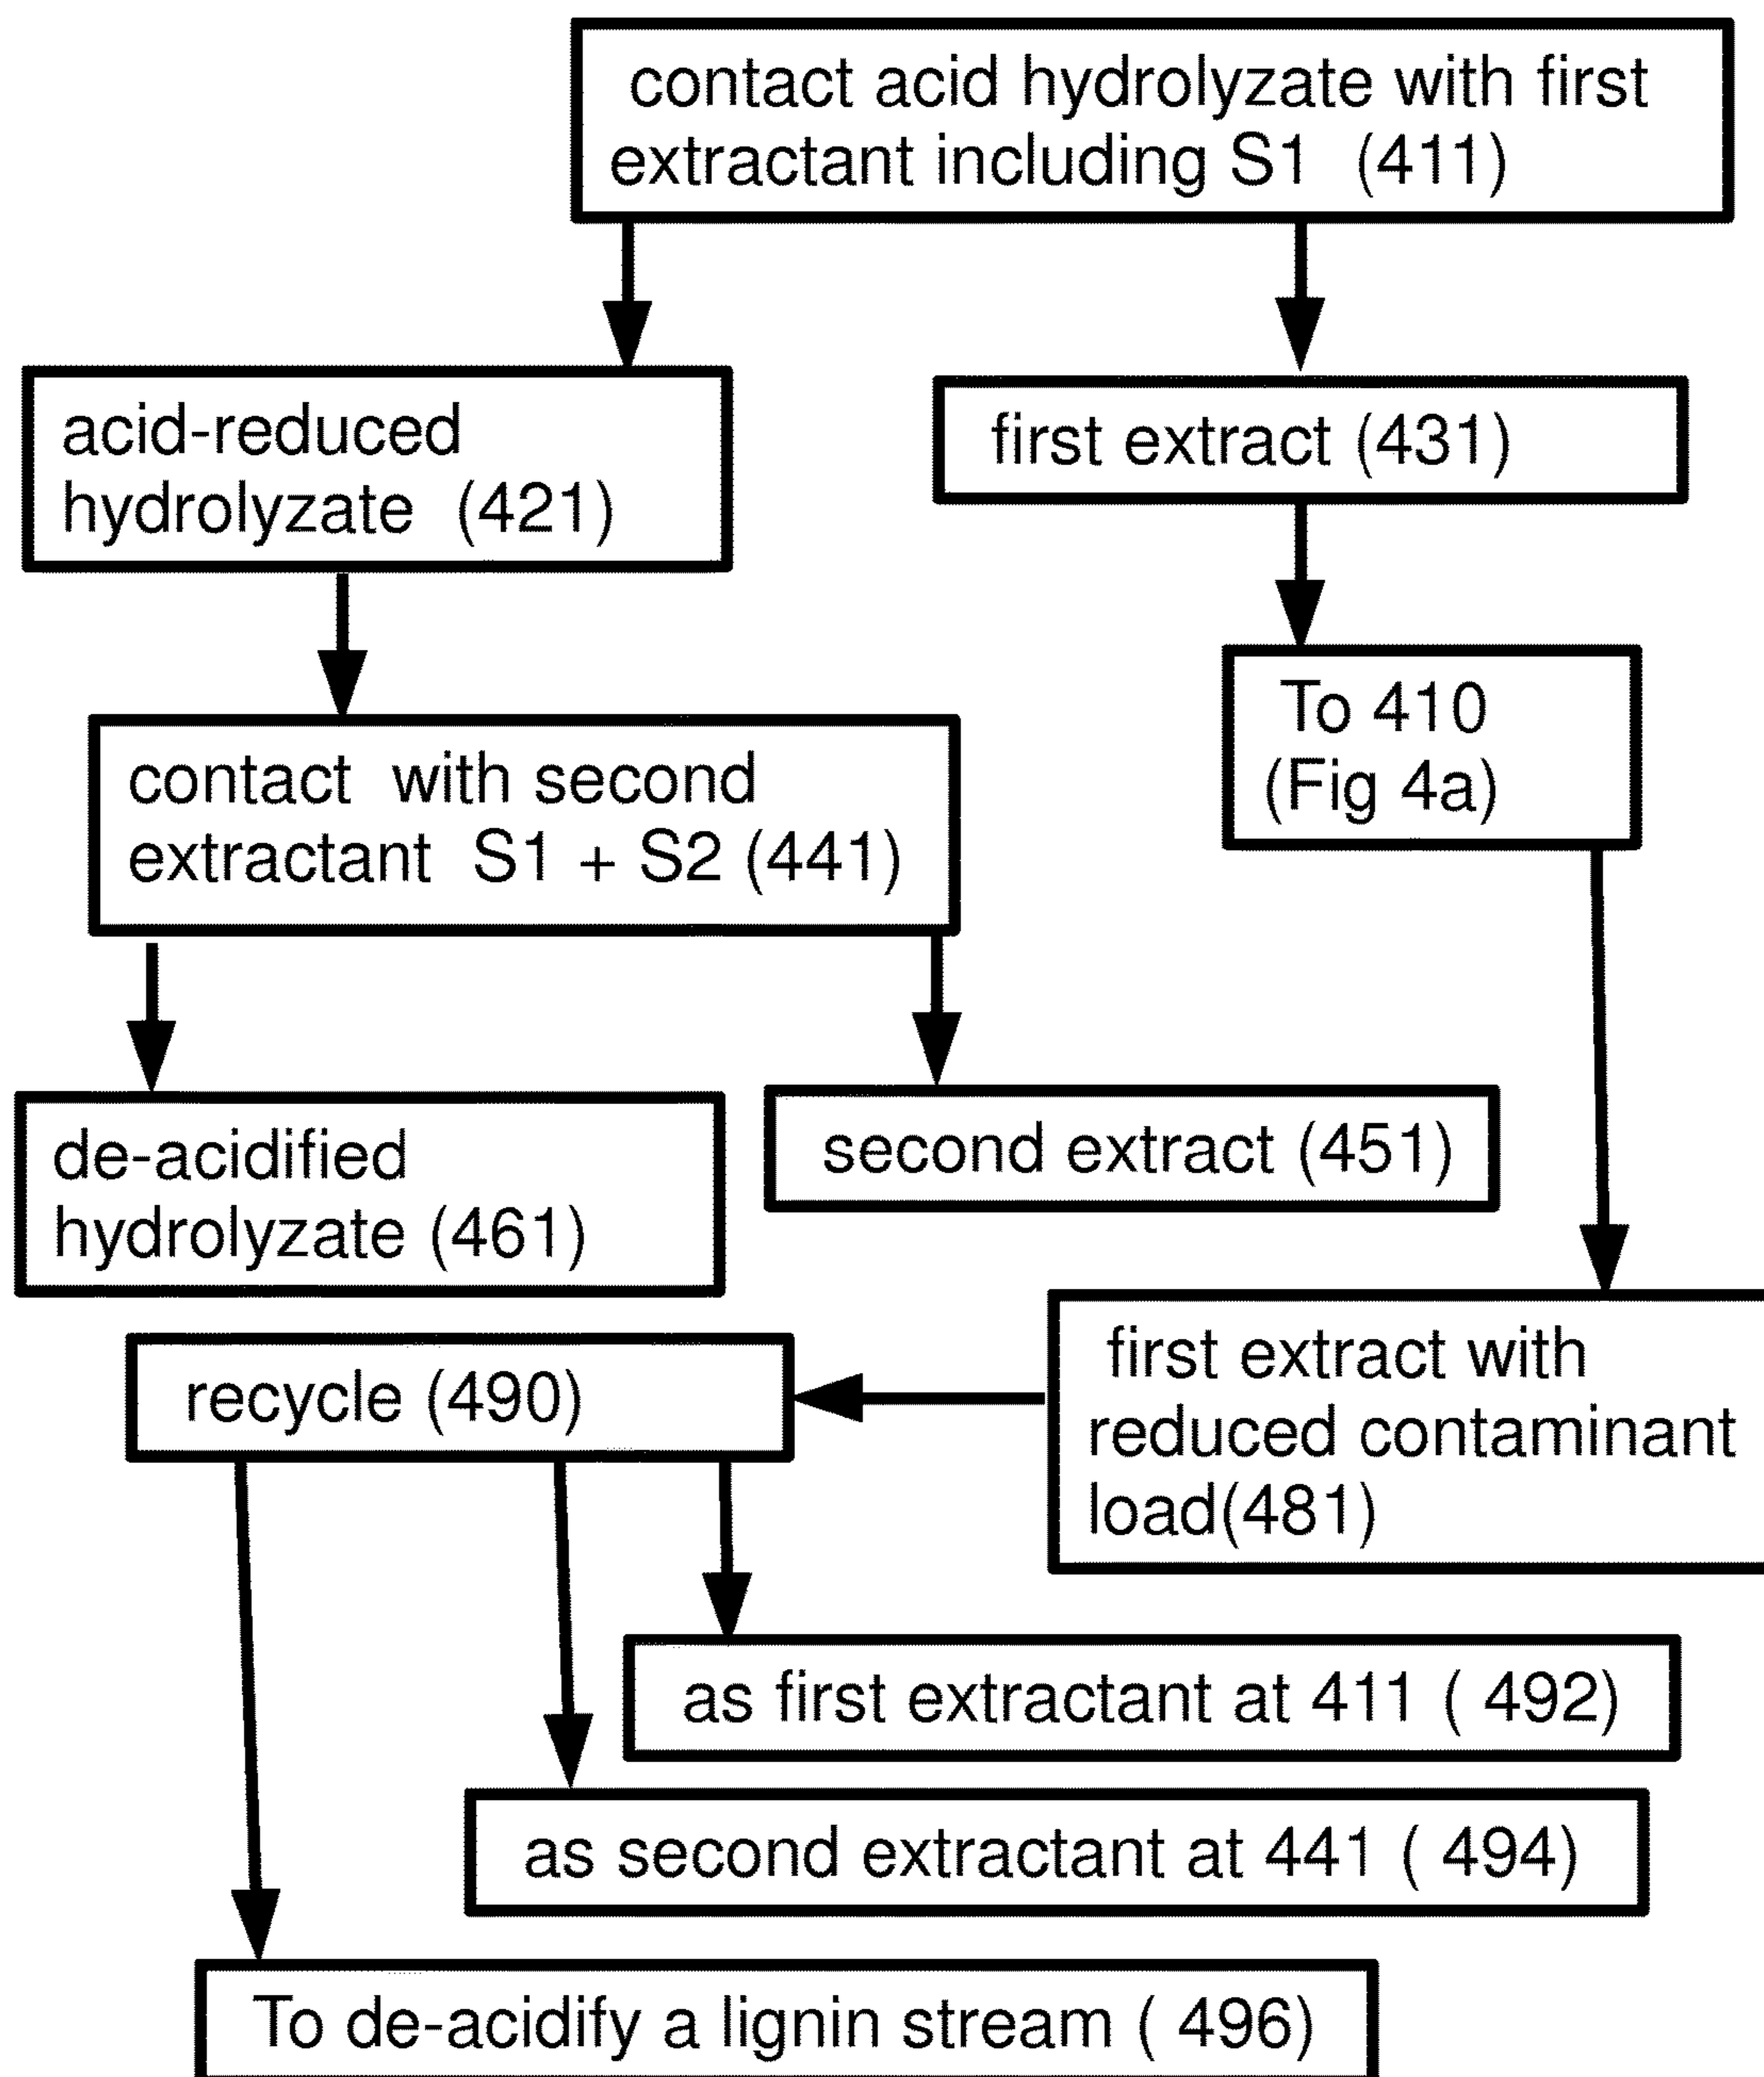 contact acid hydrolyzate with first
extractant including S1 (411)
acid-reduced
hydrolyzate (421)
first extract (431)
To 410
(Fig 4a)
contact with second
extractant S1 + S2 (441)
de-acidified
hydrolyzate (461)
second extract (451)
first extract with
reduced contaminant
load(481)
recycle (490)
as first extractant at 411 ( 492)
as second extractant at 441 ( 494)
To de-acidify a lignin stream ( 496)